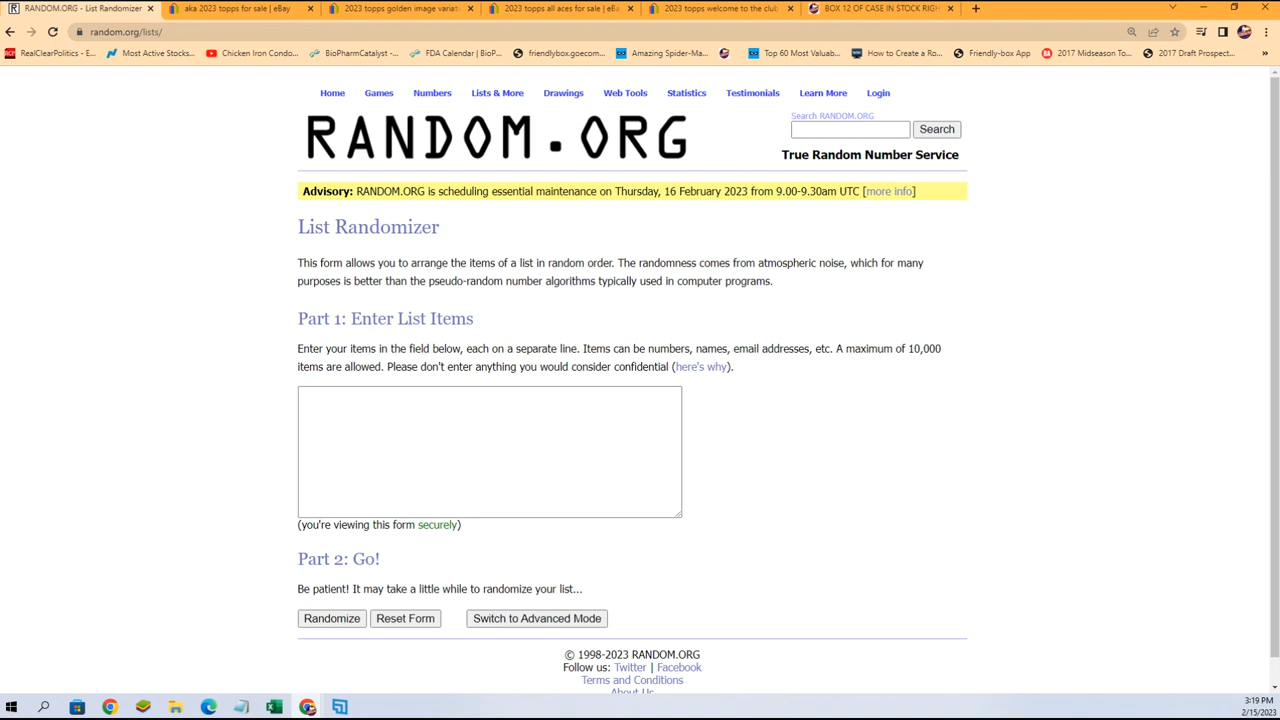 RANDOM.ORG - List Randomizer
aka 2023 topps for sale | eBay
2023 topps golden image variat
2023 topps all aces for sale | eBa
2023 topps welcome to the club
BOX 12 OF CASE IN STOCK RIGH
random.org/lists/
RealClearPolitics - E...
Most Active Stocks...
Chicken Iron Condo...
BioPharmCatalyst -...
FDA Calendar | BioP...
friendlybox.goecom...
Amazing Spider-Ma...
Top 60 Most Valuab...
How to Create a Ro...
Friendly-box App
2017 Midseason To...
2017 Draft Prospect...
»
Home Games Numbers Lists & More Drawings Web Tools Statistics Testimonials Learn More Login
RANDOM.ORG
Search RANDOM.ORG
Search
True Random Number Service
Advisory: RANDOM.ORG is scheduling essential maintenance on Thursday, 16 February 2023 from 9.00-9.30am UTC [more info]
List Randomizer
This form allows you to arrange the items of a list in random order. The randomness comes from atmospheric noise, which for many
purposes is better than the pseudo-random number algorithms typically used in computer programs.
Part 1: Enter List Items
Enter your items in the field below, each on a separate line. Items can be numbers, names, email addresses, etc. A maximum of 10,000
items are allowed. Please don't enter anything you would consider confidential (here's why).
(you're viewing this form securely)
Part 2: Go!
Be patient! It may take a little while to randomize your list...
Randomize Reset Form Switch to Advanced Mode
© 1998-2023 RANDOM.ORG
Follow us: Twitter | Facebook
Terms and Conditions
About Us
3:19 PM
2/15/2023